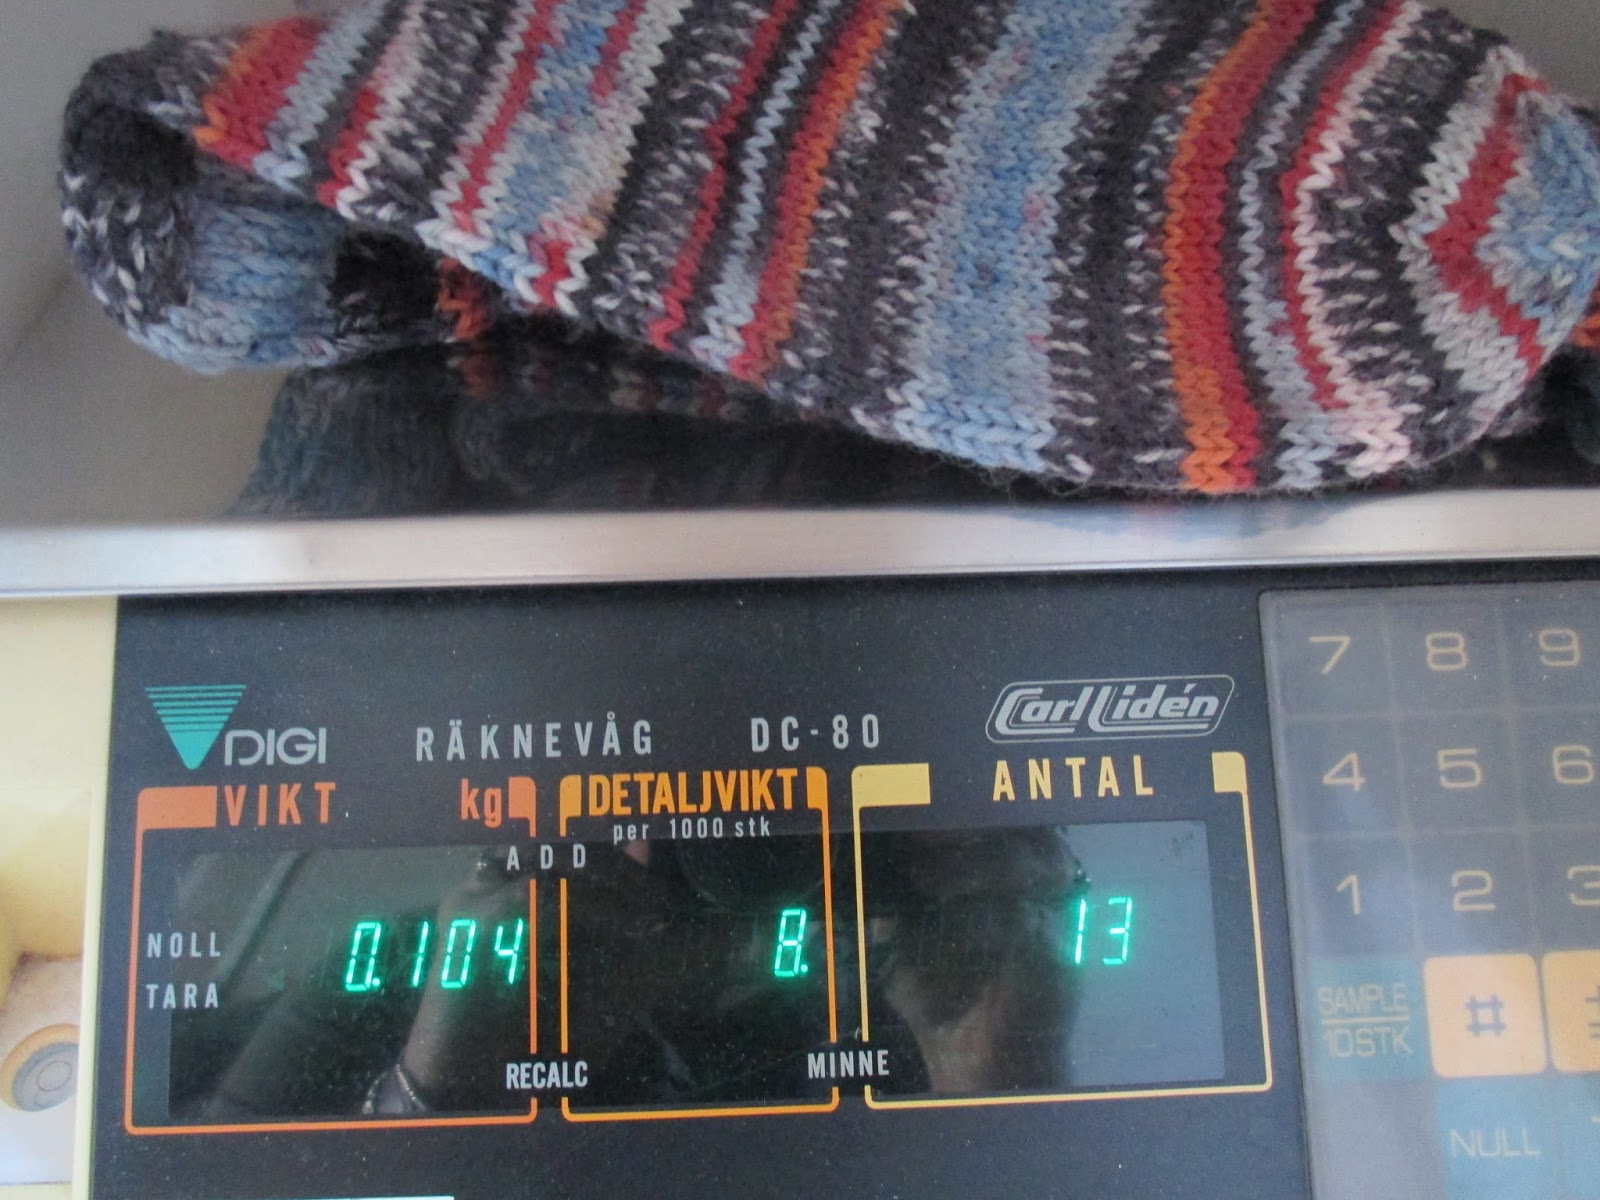 DIGI RÄKNEVÅG DC-80 Carl Lidén
VIKT kg DETALJVIKT ANTAL
per 1000 stk
ADD
NOLL
TARA
0.104 8. 13
RECALC MINNE
7 8 9
4 5 6
1 2 3
SAMPLE
10STK
#
NULL